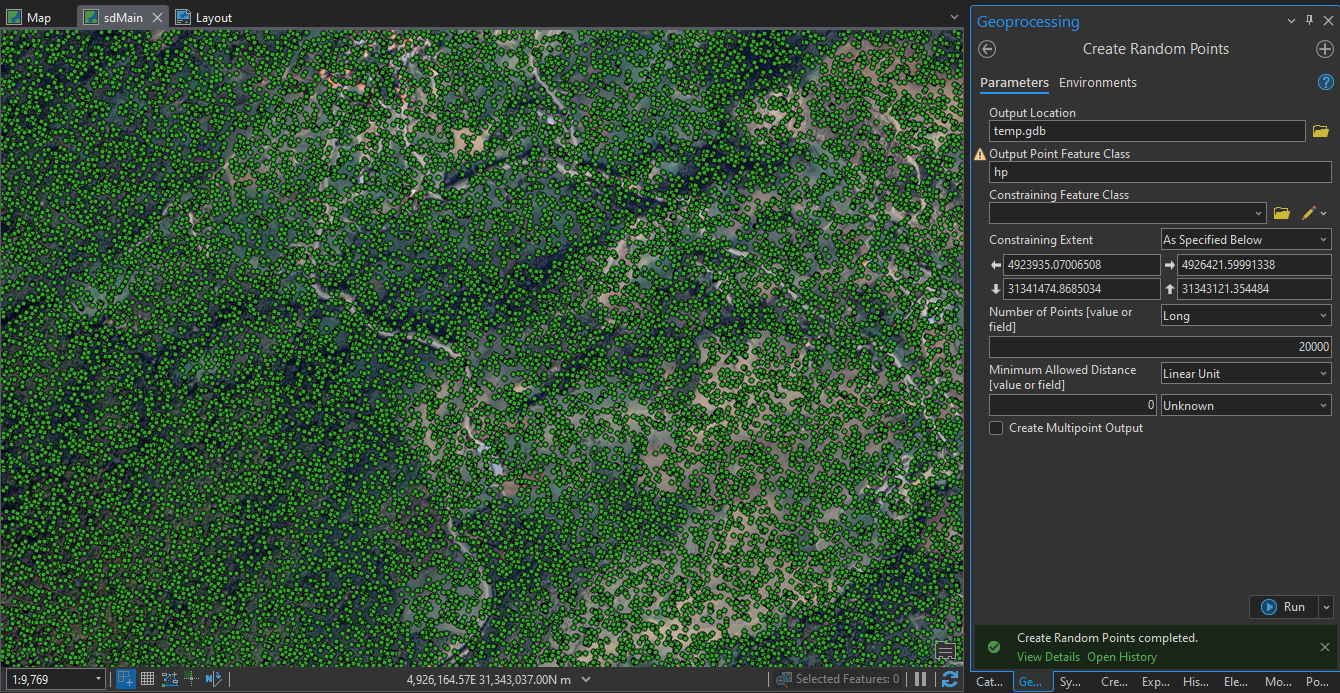 Map sdMain Layout
Geoprocessing
Create Random Points
Parameters Environments
Output Location
temp.gdb
Output Point Feature Class
hp
Constraining Feature Class
Constraining Extent As Specified Below
4923935.07006508 4926421.59991338
31341474.8685034 31343121.354484
Number of Points [value or
field] Long
20000
Minimum Allowed Distance
[value or field] Linear Unit
0 Unknown
Create Multipoint Output
Run
Create Random Points completed.
View Details Open History
1:9,769 4,926,164.57E 31,343,037.00N m Selected Features: 0
Cat... Ge... Sy... Cre... Exp... His... Ele... Mo... Po...